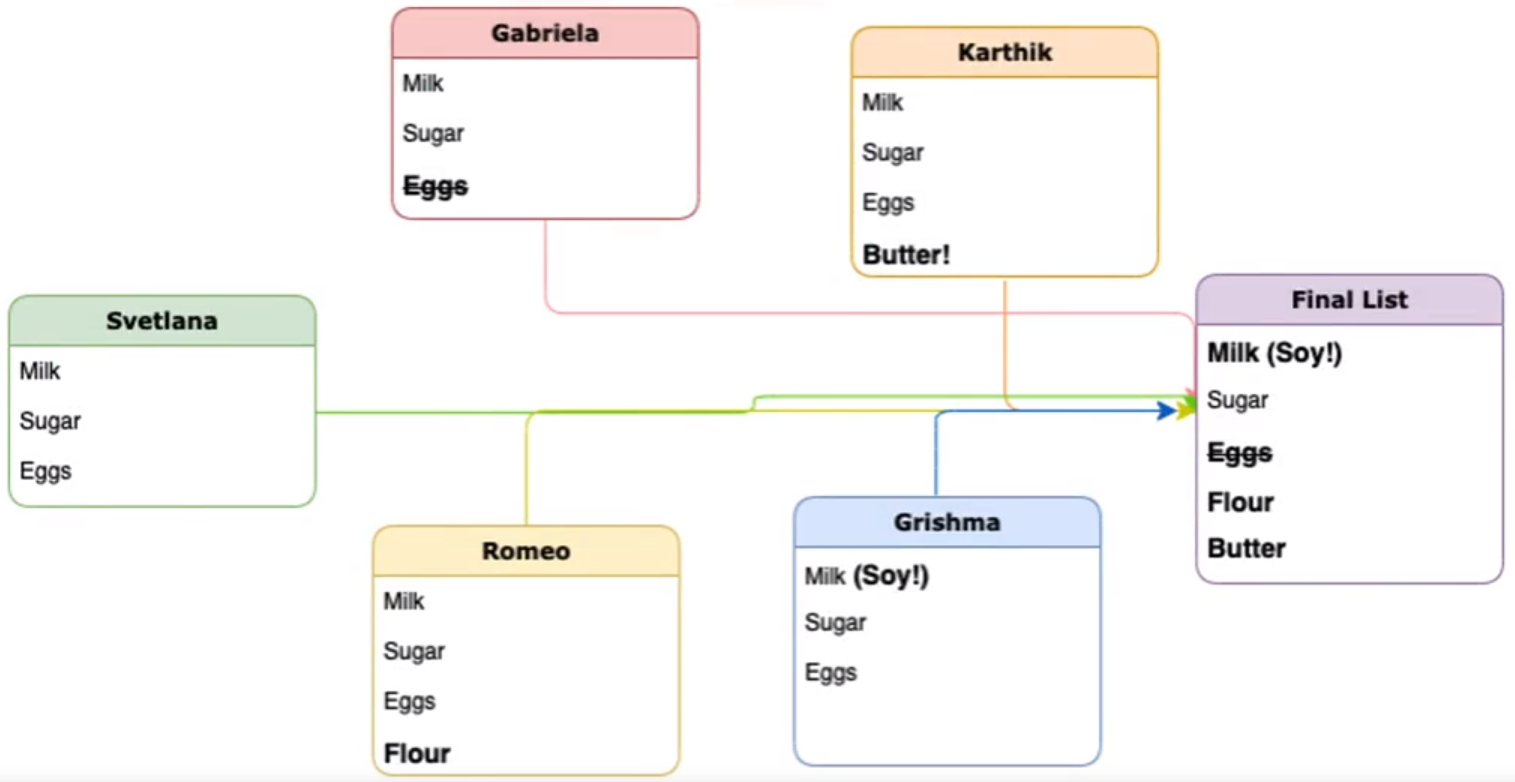 Gabriela
Milk
Sugar
Eggs
Karthik
Milk
Sugar
Eggs
Butter!
Svetlana
Milk
Sugar
Eggs
Final List
Milk (Soy!)
Sugar
Eggs
Flour
Butter
Romeo
Milk
Sugar
Eggs
Flour
Grishma
Milk (Soy!)
Sugar
Eggs